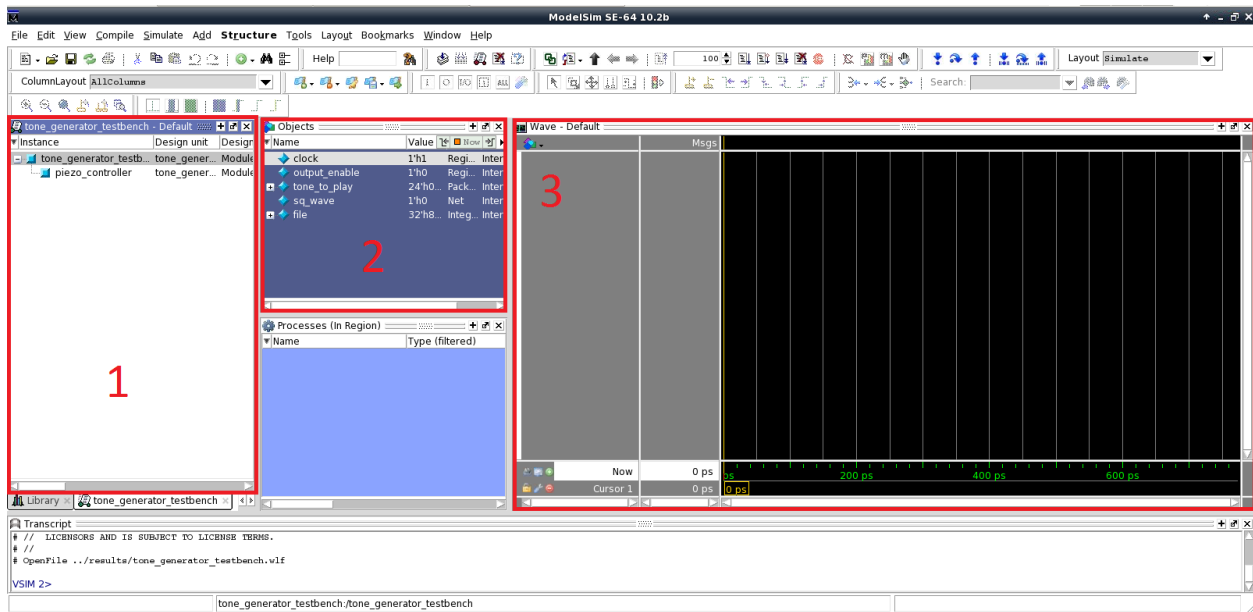 ModelSim SE-64 10.2b
File Edit View Compile Simulate Add Structure Tools Layout Bookmarks Window Help
Help 100 Layout Simulate
ColumnLayout AllColumns ALL Search:
tone_generator_testbench - Default
Instance Design unit Design
tone_generator_testb... tone_gener... Module
piezo_controller tone_gener... Module
1
Library tone_generator_testbench
Objects
Name Value Now
clock 1'h1 Regi... Inter
output_enable 1'h0 Regi... Inter
tone_to_play 24'h0... Pack... Inter
sq_wave 1'h0 Net Inter
file 32'h8... Integ... Inter
2
Processes (In Region)
Name Type (filtered)
Wave - Default
Msgs
3
Now 0 ps
Cursor 1 0 ps
ps 200 ps 400 ps 600 ps
0 ps
Transcript
# // LICENSORS AND IS SUBJECT TO LICENSE TERMS.
# //
# OpenFile ../results/tone_generator_testbench.wlf
VSIM 2>
tone_generator_testbench:/tone_generator_testbench